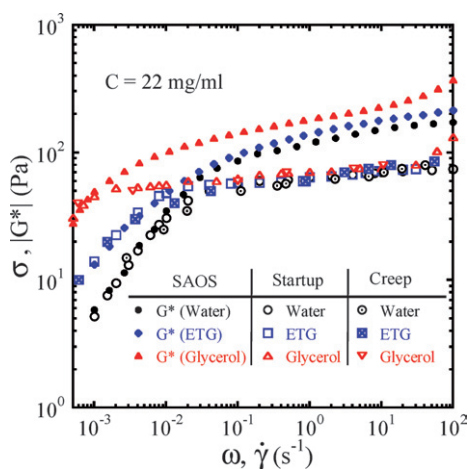 10³
C = 22 mg/ml
10²
σ , |G*| (Pa)
10¹
SAOS Startup Creep
G* (Water) Water Water
G* (ETG) ETG ETG
G* (Glycerol) Glycerol Glycerol
10⁰
10⁻³ 10⁻² 10⁻¹ 10⁰ 10¹ 10²
ω, γ̇ (s⁻¹)